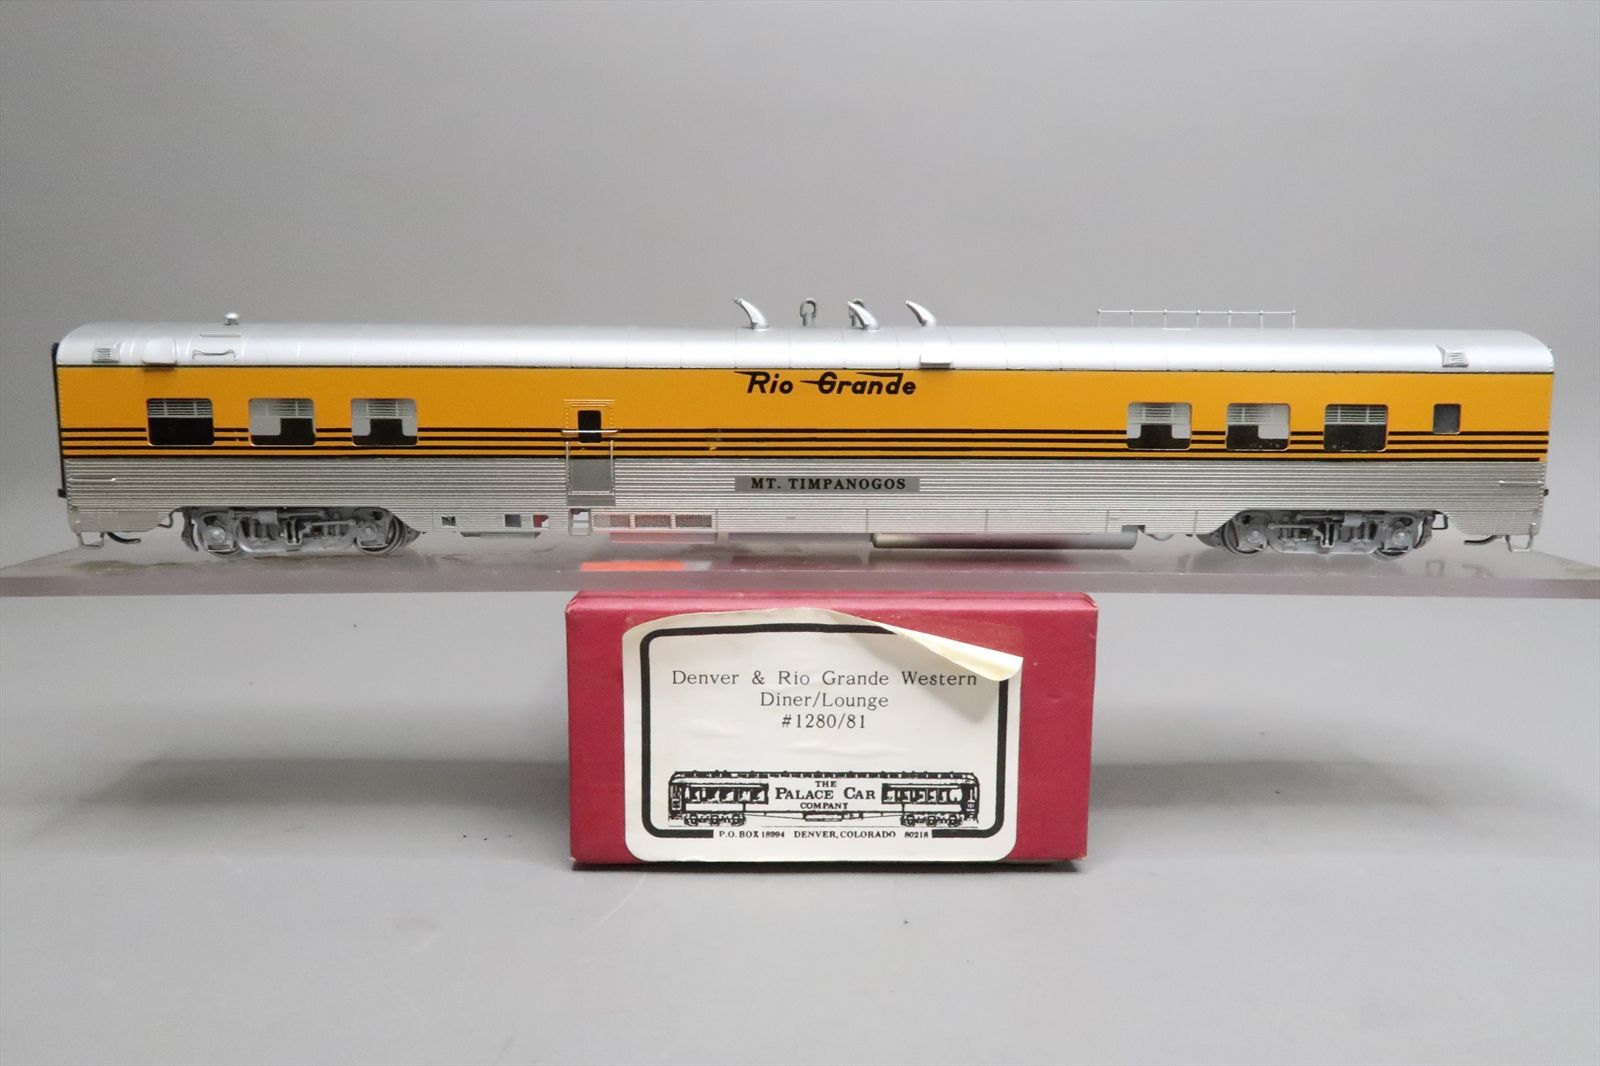 Rio Grande
MT. TIMPANOGOS
Denver & Rio Grande Western
Diner/Lounge
#1280/81
THE
PALACE CAR
COMPANY
P.O. BOX 18994 DENVER, COLORADO 80218